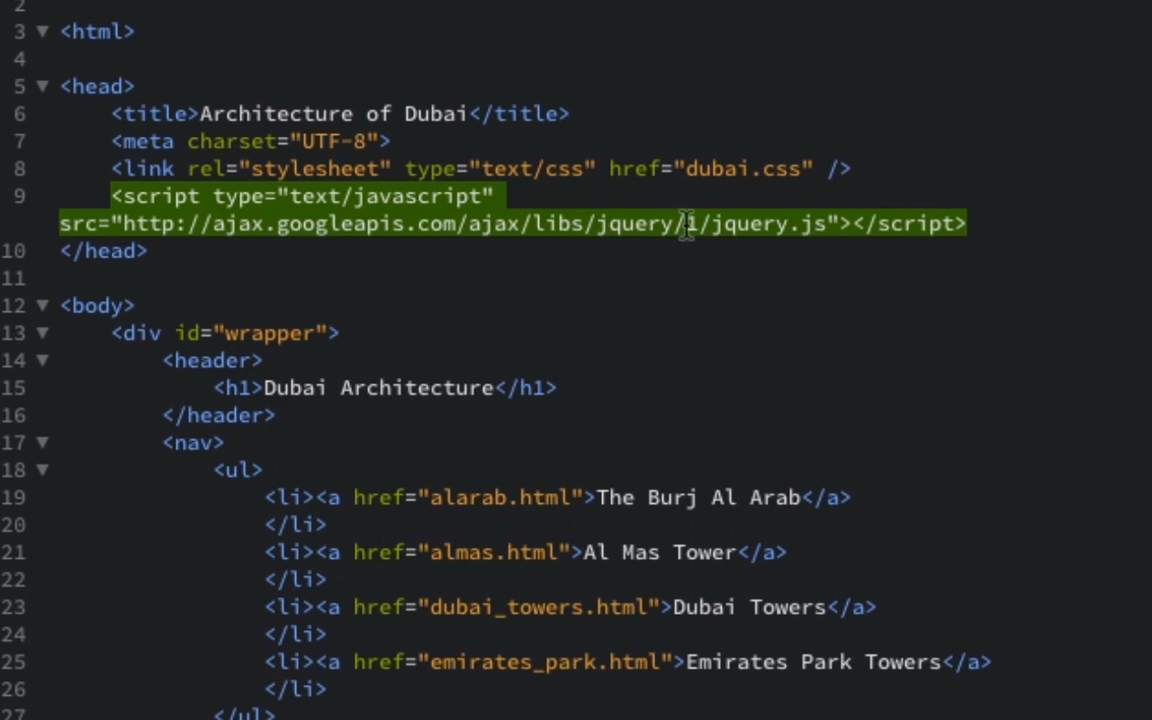 2
3 <html>
4
5 <head>
6 <title>Architecture of Dubai</title>
7 <meta charset="UTF-8">
8 <link rel="stylesheet" type="text/css" href="dubai.css" />
9 <script type="text/javascript"
src="http://ajax.googleapis.com/ajax/libs/jquery/1/jquery.js"></script>
10 </head>
11
12 <body>
13 <div id="wrapper">
14 <header>
15 <h1>Dubai Architecture</h1>
16 </header>
17 <nav>
18 <ul>
19 <li><a href="alarab.html">The Burj Al Arab</a>
20 </li>
21 <li><a href="almas.html">Al Mas Tower</a>
22 </li>
23 <li><a href="dubai_towers.html">Dubai Towers</a>
24 </li>
25 <li><a href="emirates_park.html">Emirates Park Towers</a>
26 </li>
27 </ul>